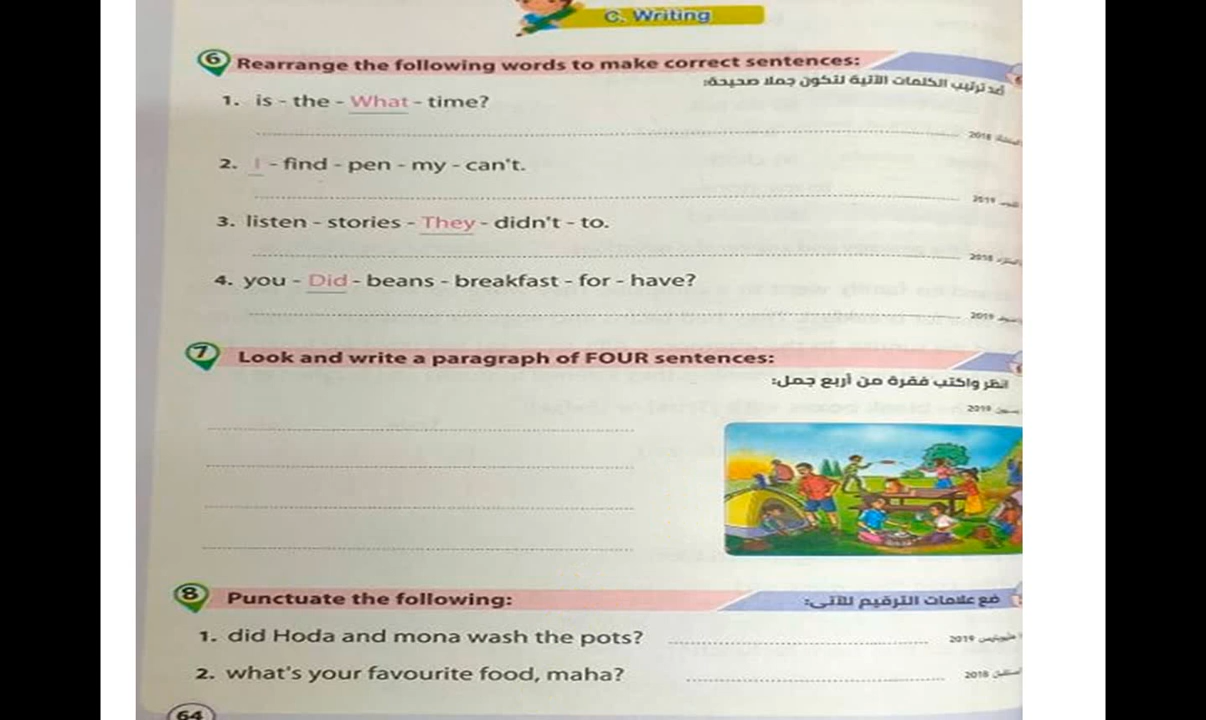 C. Writing
6 Rearrange the following words to make correct sentences:
أعد ترتيب الكلمات الآتية لتكون جملا صحيحة:
1. is - the - What - time?
2018
2. I - find - pen - my - can't.
2019
3. listen - stories - They - didn't - to.
2018
4. you - Did - beans - breakfast - for - have?
2019
7 Look and write a paragraph of FOUR sentences:
انظر واكتب فقرة من أربع جمل:
2019
8 Punctuate the following:
ضع علامات الترقيم للآتى:
1. did Hoda and mona wash the pots?
2019
2. what's your favourite food, maha?
2018
64